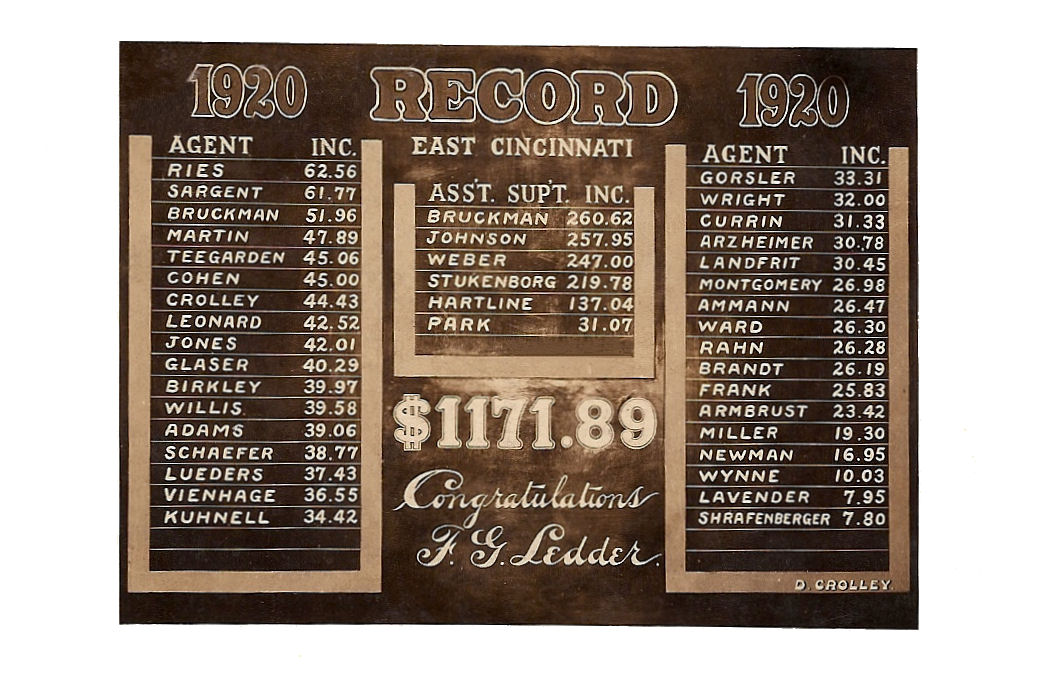 1920 RECORD 1920
EAST CINCINNATI
AGENT INC.
RIES 62.56
SARGENT 61.77
BRUCKMAN 51.96
MARTIN 47.89
TEEGARDEN 45.06
COHEN 45.00
CROLLEY 44.43
LEONARD 42.52
JONES 42.01
GLASER 40.29
BIRKLEY 39.97
WILLIS 39.58
ADAMS 39.06
SCHAEFER 38.77
LUEDERS 37.43
VIENHAGE 36.55
KUHNELL 34.42
ASS'T. SUP'T. INC.
BRUCKMAN 260.62
JOHNSON 257.95
WEBER 247.00
STUKENBORG 219.78
HARTLINE 137.04
PARK 31.07
$1171.89
Congratulations
F. G. Ledder.
AGENT INC.
GORSLER 33.31
WRIGHT 32.00
CURRIN 31.33
ARZHEIMER 30.78
LANDFRIT 30.45
MONTGOMERY 26.98
AMMANN 26.47
WARD 26.30
RAHN 26.28
BRANDT 26.19
FRANK 25.83
ARMBRUST 23.42
MILLER 19.30
NEWMAN 16.95
WYNNE 10.03
LAVENDER 7.95
SHRAFENBERGER 7.80
D. CROLLEY.